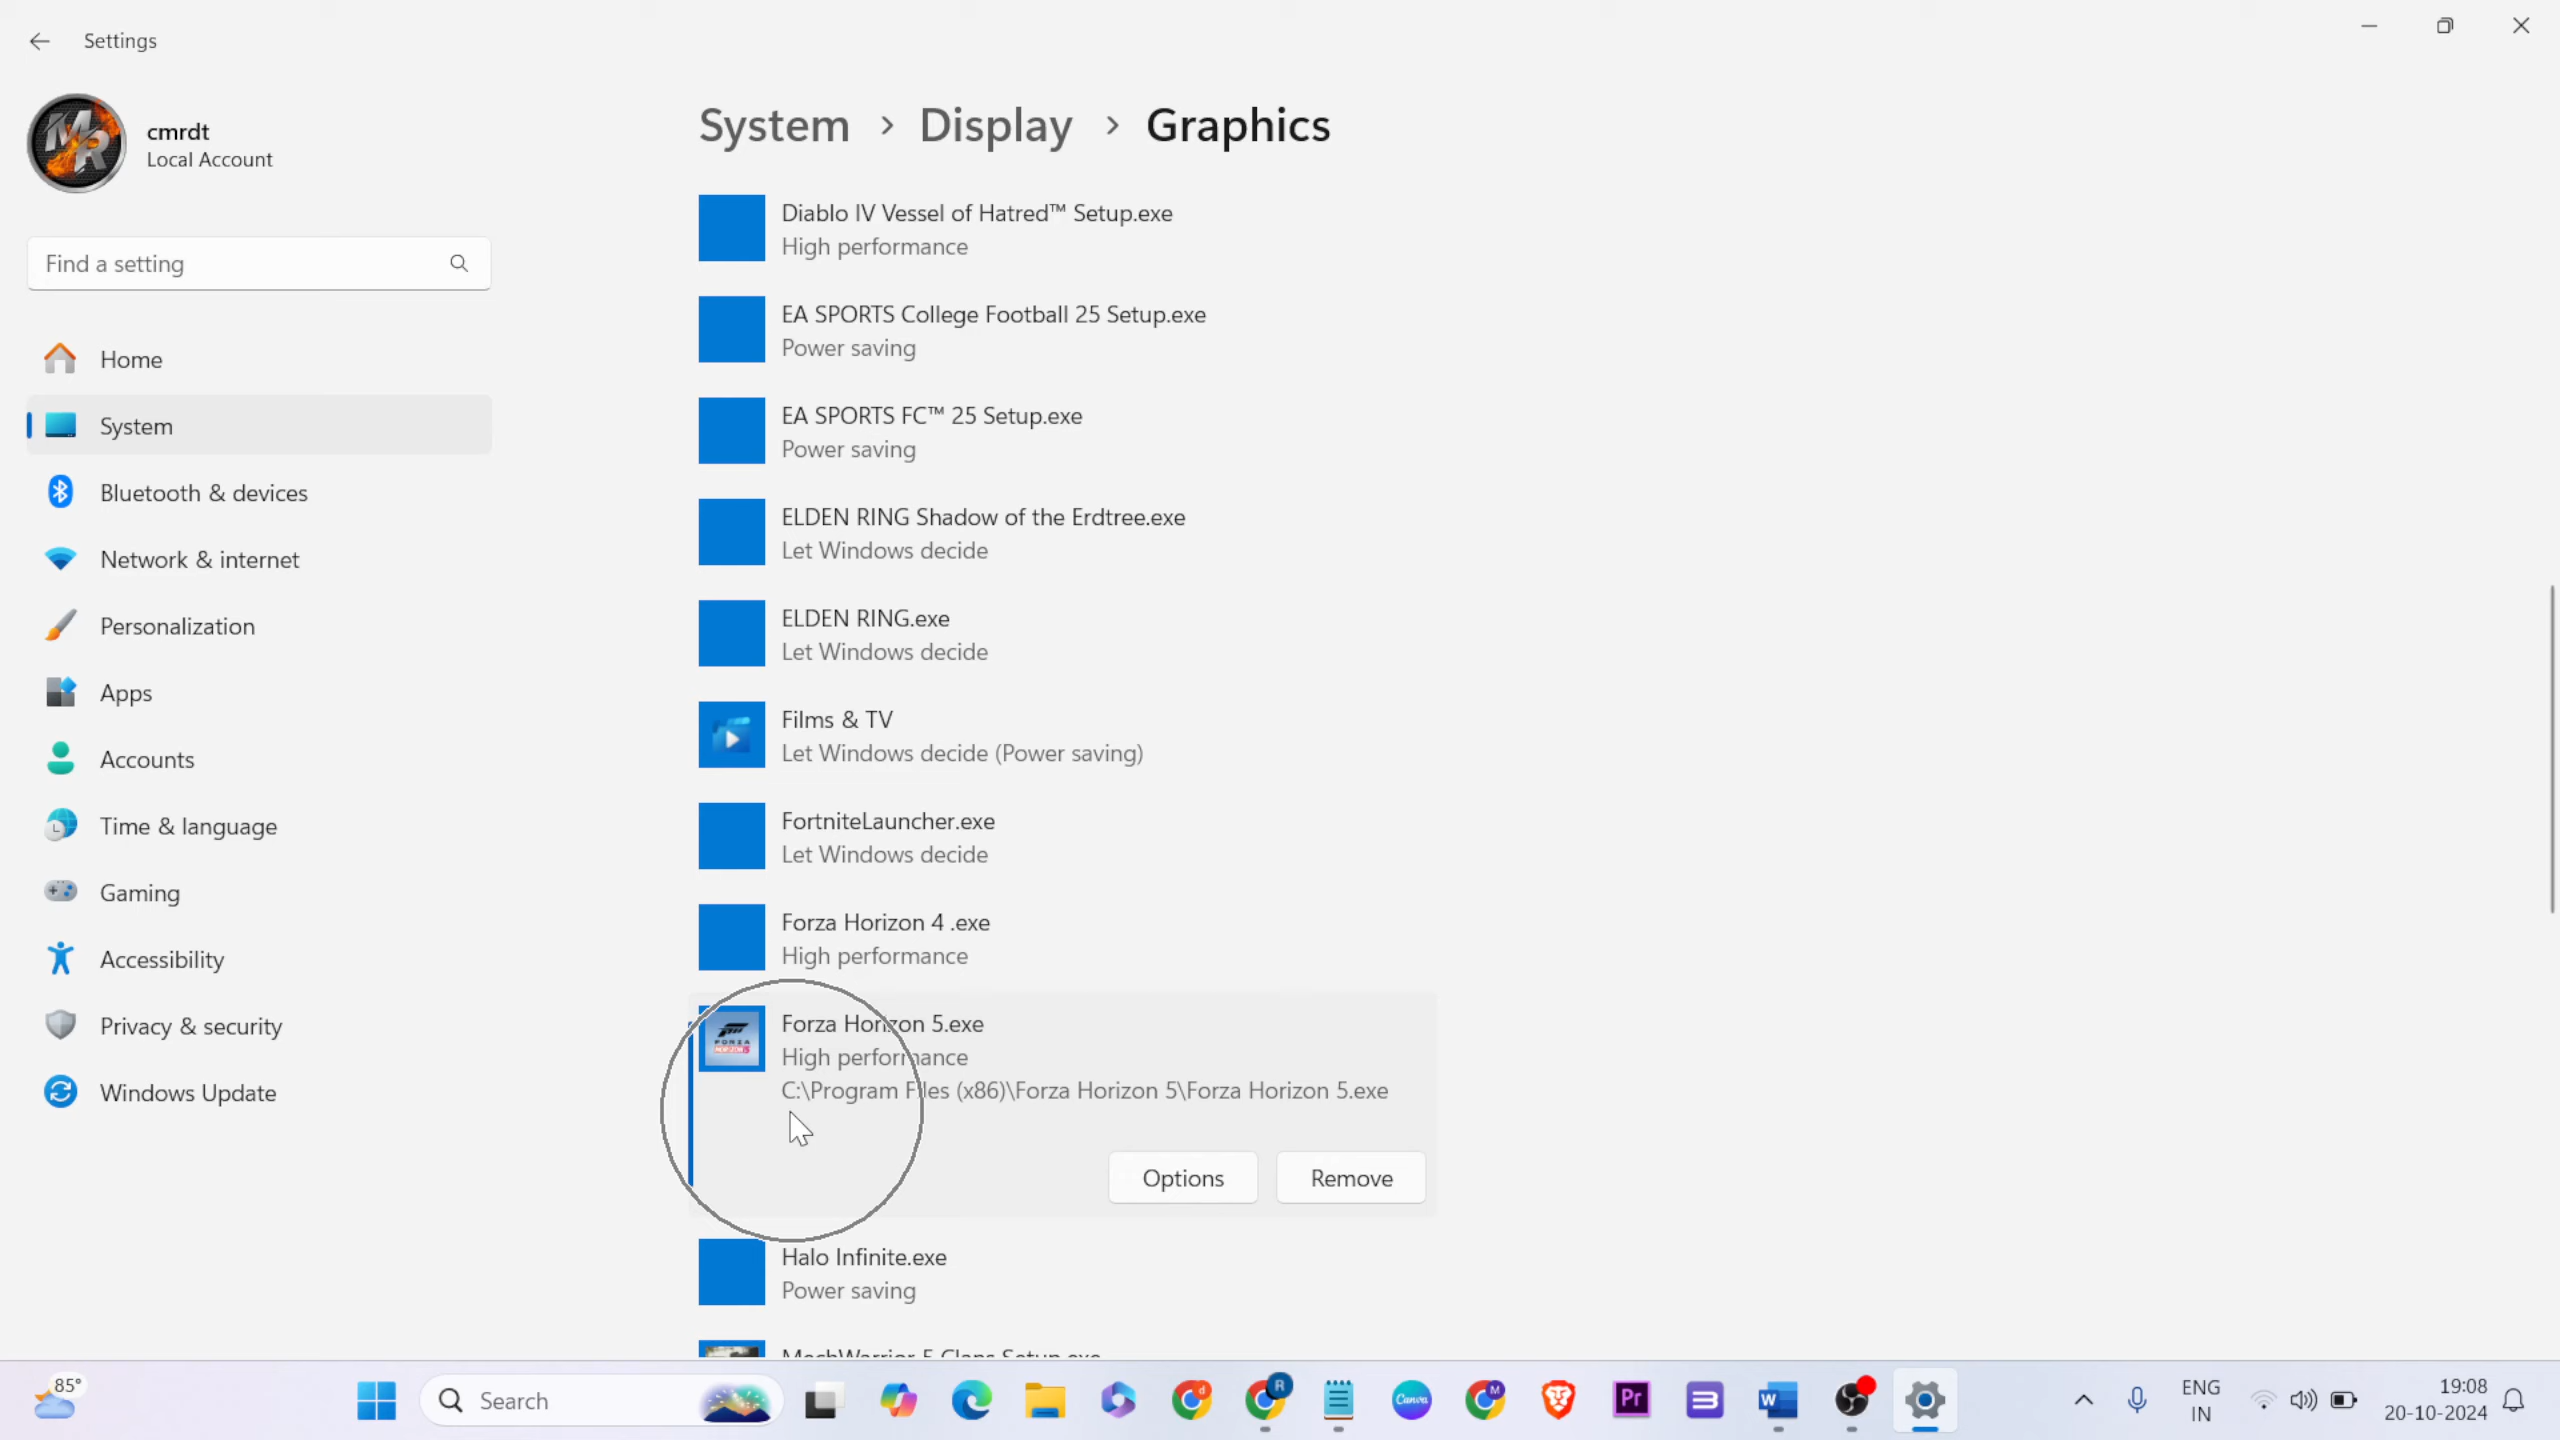 Settings
cmrdt
Local Account
Find a setting
Home
System
Bluetooth & devices
Network & internet
Personalization
Apps
Accounts
Time & language
Gaming
Accessibility
Privacy & security
Windows Update
System > Display > Graphics
Diablo IV Vessel of Hatred™ Setup.exe
High performance
EA SPORTS College Football 25 Setup.exe
Power saving
EA SPORTS FC™ 25 Setup.exe
Power saving
ELDEN RING Shadow of the Erdtree.exe
Let Windows decide
ELDEN RING.exe
Let Windows decide
Films & TV
Let Windows decide (Power saving)
FortniteLauncher.exe
Let Windows decide
Forza Horizon 4 .exe
High performance
Forza Horizon 5.exe
High performance
C:\Program Files (x86)\Forza Horizon 5\Forza Horizon 5.exe
Options
Remove
Halo Infinite.exe
Power saving
MechWarrior 5 Clans Setup.exe
85°
Search
ENG
IN
19:08
20-10-2024